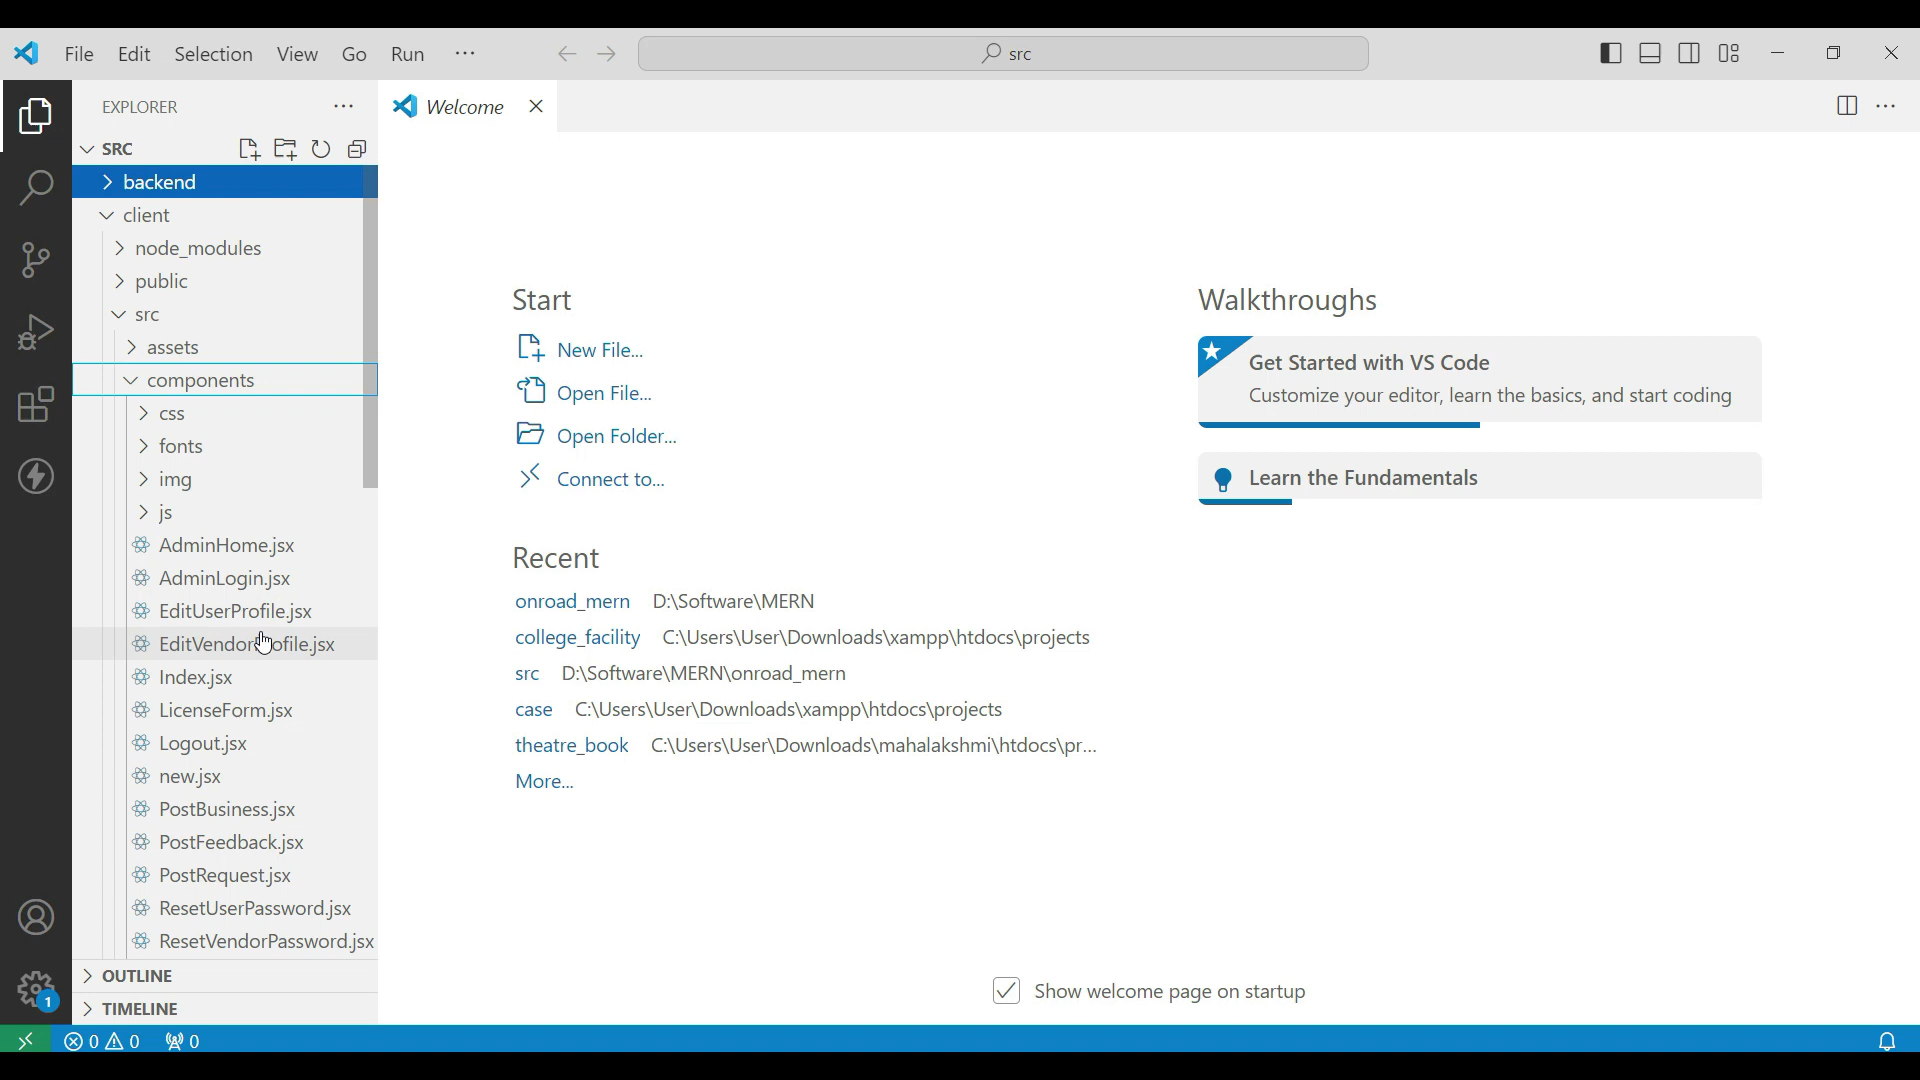 File Edit Selection View Go Run ··· src
EXPLORER ···
Welcome
SRC
backend
client
node_modules
public
src
assets
components
css
fonts
img
js
AdminHome.jsx
AdminLogin.jsx
EditUserProfile.jsx
EditVendor ofile.jsx
Index.jsx
LicenseForm.jsx
Logout.jsx
new.jsx
PostBusiness.jsx
PostFeedback.jsx
PostRequest.jsx
ResetUserPassword.jsx
ResetVendorPassword.jsx
OUTLINE
TIMELINE
Start
New File...
Open File...
Open Folder...
Connect to...
Recent
onroad_mern D:\Software\MERN
college_facility C:\Users\User\Downloads\xampp\htdocs\projects
src D:\Software\MERN\onroad_mern
case C:\Users\User\Downloads\xampp\htdocs\projects
theatre_book C:\Users\User\Downloads\mahalakshmi\htdocs\pr...
More...
Walkthroughs
Get Started with VS Code
Customize your editor, learn the basics, and start coding
Learn the Fundamentals
Show welcome page on startup
1
0 0 0